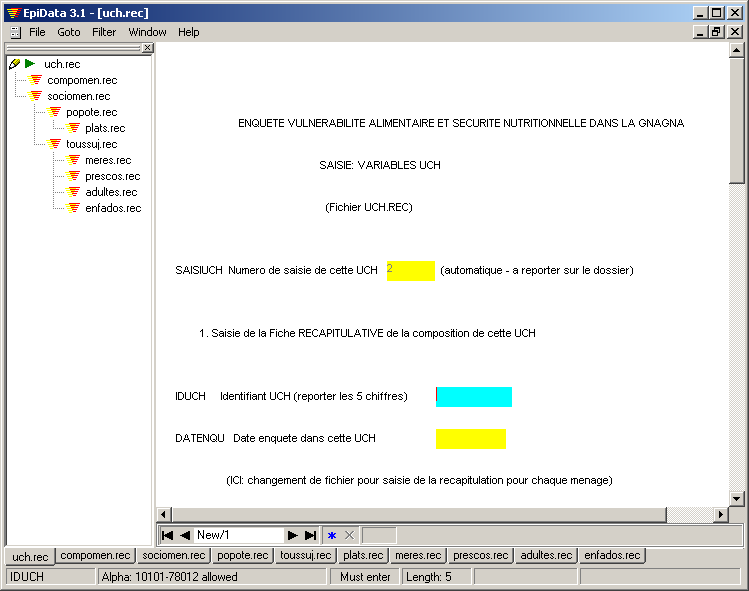 EpiData 3.1 - [uch.rec]
File Goto Filter Window Help
uch.rec
compomen.rec
sociomen.rec
popote.rec
plats.rec
toussuj.rec
meres.rec
prescos.rec
adultes.rec
enfados.rec
ENQUETE VULNERABILITE ALIMENTAIRE ET SECURITE NUTRITIONNELLE DANS LA GNAGNA
SAISIE: VARIABLES UCH
(Fichier UCH.REC)
SAISIUCH Numero de saisie de cette UCH 2 (automatique - a reporter sur le dossier)
1. Saisie de la Fiche RECAPITULATIVE de la composition de cette UCH
IDUCH Identifiant UCH (reporter les 5 chiffres)
DATENQU Date enquete dans cette UCH
(ICI: changement de fichier pour saisie de la recapitulation pour chaque menage)
New/1
uch.rec compomen.rec sociomen.rec popote.rec toussuj.rec plats.rec meres.rec prescos.rec adultes.rec enfados.rec
IDUCH Alpha: 10101-78012 allowed Must enter Length: 5